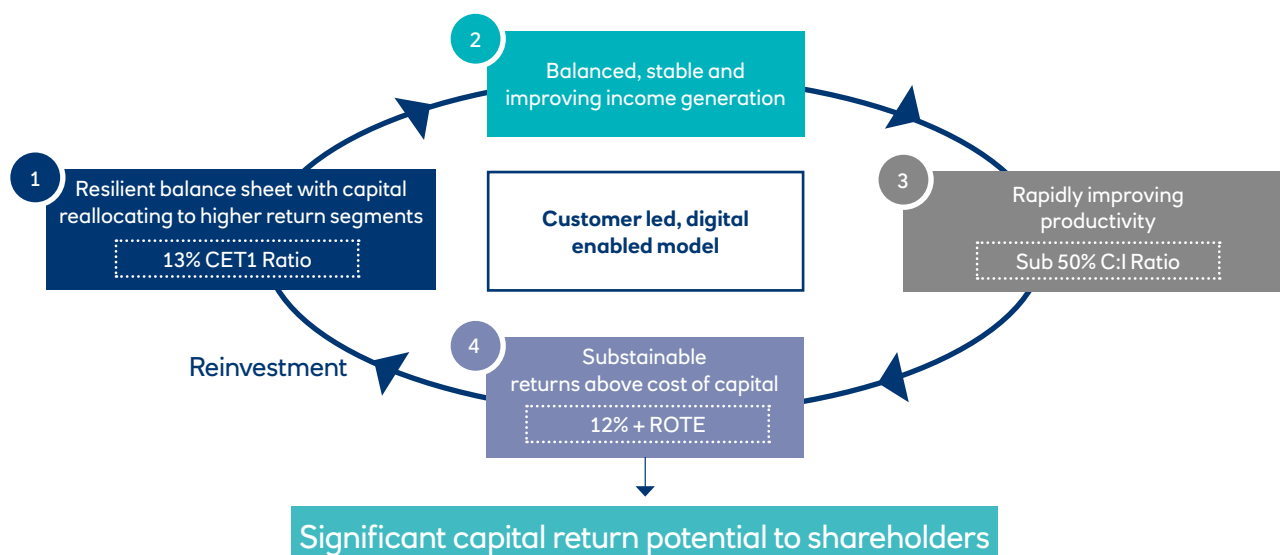 1
Resilient balance sheet with capital
reallocating to higher return segments
13% CET1 Ratio
2
Balanced, stable and
improving income generation
3
Rapidly improving
productivity
Sub 50% C:I Ratio
Customer led, digital
enabled model
4
Substainable
returns above cost of capital
12% + ROTE
Reinvestment
Significant capital return potential to shareholders